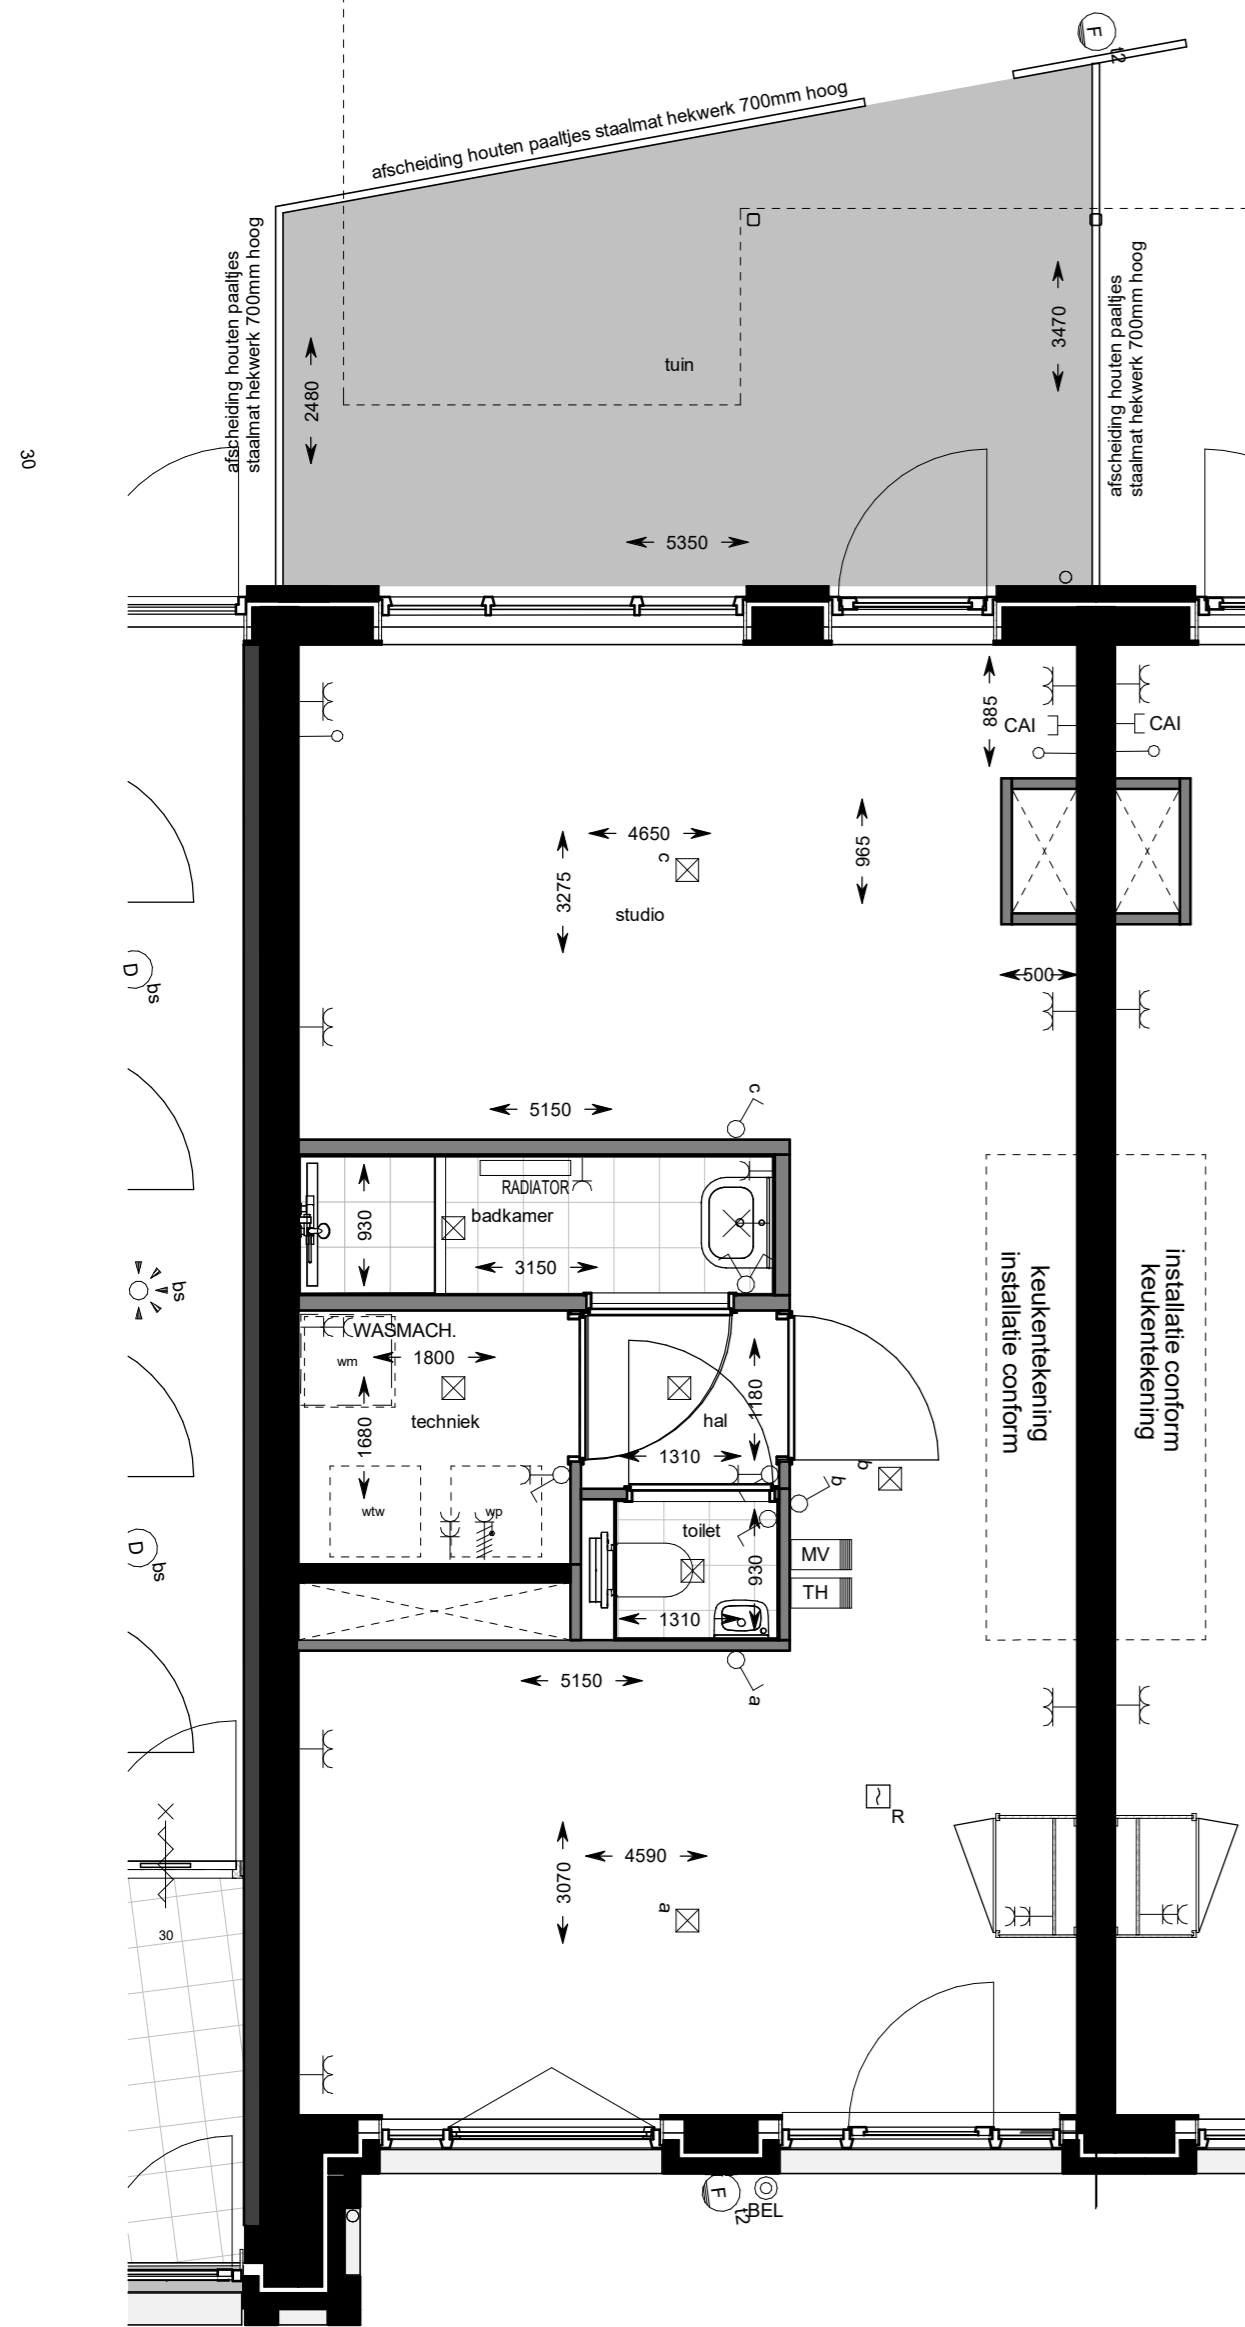 F
t2
afscheiding houten paaltjes staalmat hekwerk 700mm hoog
afscheiding houten paaltjes
staalmat hekwerk 700mm hoog
afscheiding houten paaltjes
staalmat hekwerk 700mm hoog
3470
tuin
2480
30
5350
885
CAI
CAI
4650
c
965
3275
studio
D
bs
500
c
5150
RADIATOR
badkamer
930
3150
bs
WASMACH.
wm
1800
techniek
1680
hal
1180
1310
b
b
keukentekening
installatie conform
installatie conform
keukentekening
wtw
wp
toilet
930
1310
MV
TH
D
bs
5150
a
R
4590
3070
a
30
F
t2
BEL